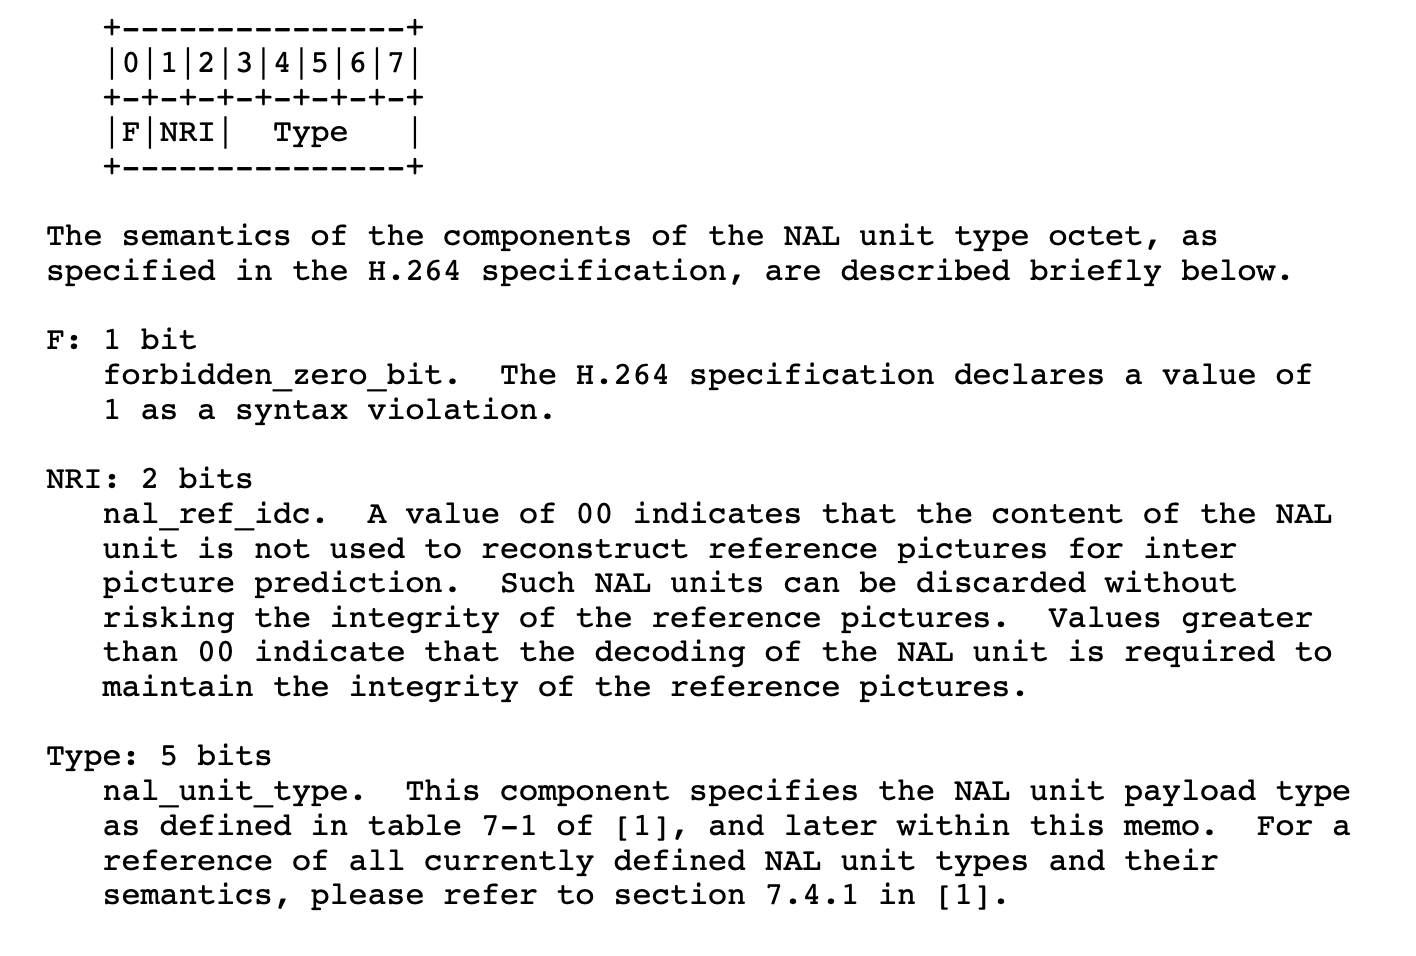 +---------------+
|0|1|2|3|4|5|6|7|
+-+-+-+-+-+-+-+-+
|F|NRI|  Type   |
+---------------+
The semantics of the components of the NAL unit type octet, as
specified in the H.264 specification, are described briefly below.
F: 1 bit
forbidden_zero_bit.  The H.264 specification declares a value of
1 as a syntax violation.
NRI: 2 bits
nal_ref_idc.  A value of 00 indicates that the content of the NAL
unit is not used to reconstruct reference pictures for inter
picture prediction.  Such NAL units can be discarded without
risking the integrity of the reference pictures.  Values greater
than 00 indicate that the decoding of the NAL unit is required to
maintain the integrity of the reference pictures.
Type: 5 bits
nal_unit_type.  This component specifies the NAL unit payload type
as defined in table 7-1 of [1], and later within this memo.  For a
reference of all currently defined NAL unit types and their
semantics, please refer to section 7.4.1 in [1].